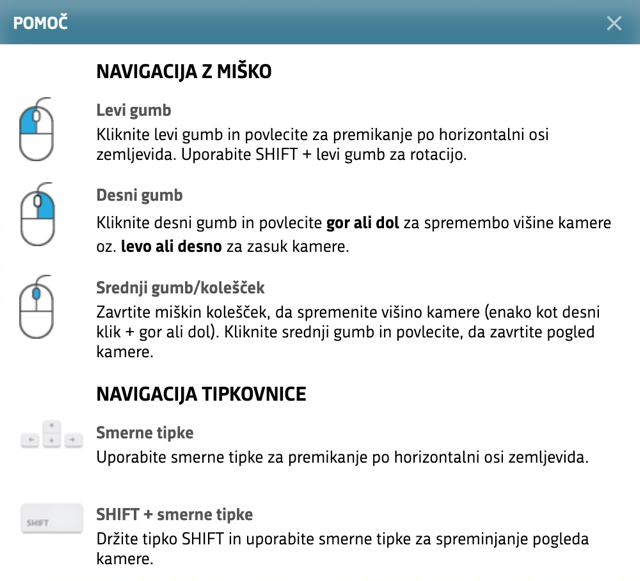 POMOČ
NAVIGACIJA Z MIŠKO
Levi gumb
Kliknite levi gumb in povlecite za premikanje po horizontalni osi
zemljevida. Uporabite SHIFT + levi gumb za rotacijo.
Desni gumb
Kliknite desni gumb in povlecite gor ali dol za spremembo višine kamere
oz. levo ali desno za zasuk kamere.
Srednji gumb/kolešček
Zavrtite miškin kolešček, da spremenite višino kamere (enako kot desni
klik + gor ali dol). Kliknite srednji gumb in povlecite, da zavrtite pogled
kamere.
NAVIGACIJA TIPKOVNICE
Smerne tipke
Uporabite smerne tipke za premikanje po horizontalni osi zemljevida.
SHIFT
SHIFT + smerne tipke
Držite tipko SHIFT in uporabite smerne tipke za spreminjanje pogleda
kamere.